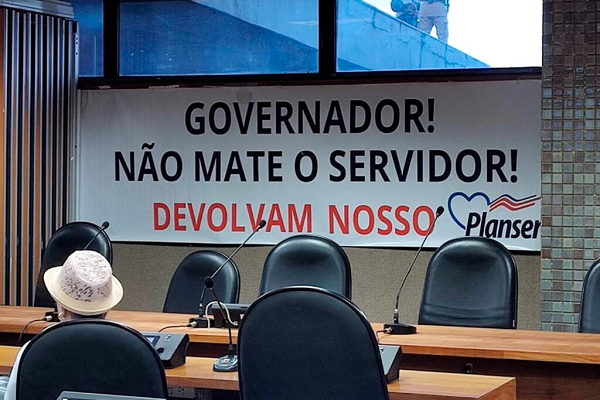 GOVERNADOR!
NÃO MATE O SERVIDOR!
DEVOLVAM NOSSO Planser